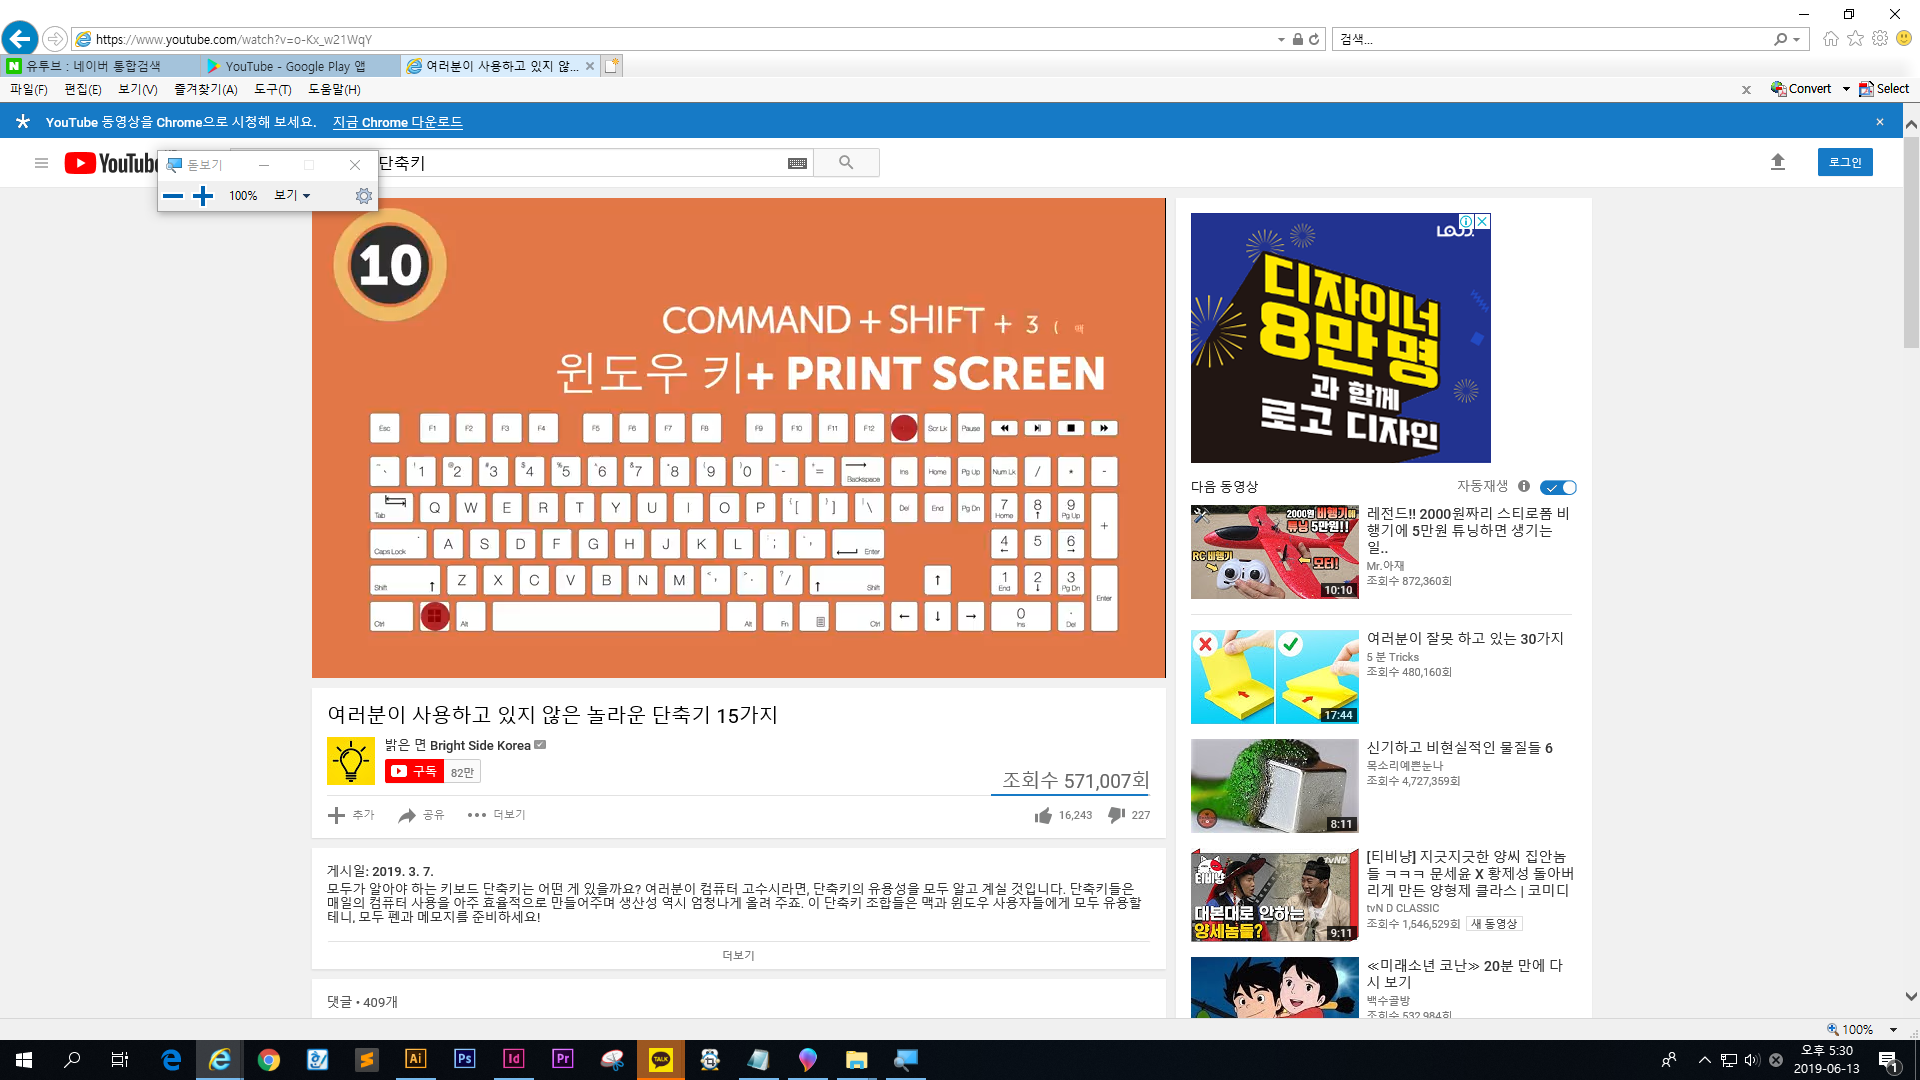 https://www.youtube.com/watch?v=o-Kx_w21WqY
검색...
유투브 : 네이버 통합검색
YouTube - Google Play 앱
여러분이 사용하고 있지 않...
파일(F) 편집(E) 보기(V) 즐겨찾기(A) 도구(T) 도움말(H)
x Convert Select
YouTube 동영상을 Chrome으로 시청해 보세요. 지금 Chrome 다운로드
YouTube
돋보기
단축키
로그인
100% 보기
10
COMMAND + SHIFT + 3 ( 맥
윈도우 키+ PRINT SCREEN
Esc F1 F2 F3 F4 F5 F6 F7 F8 F9 F10 F11 F12 Scr Lk Pause
~ ` ! 1 @ 2 # 3 $ 4 % 5 ^ 6 & 7 * 8 ( 9 ) 0 - + = Backspace Ins Home Pg Up Num Lk / * -
Tab Q W E R T Y U I O P { [ } ] | \ Del End Pg Dn 7 Home 8 9 Pg Up +
Caps Lock A S D F G H J K L : ; " ' Enter 4 5 6
Shift Z X C V B N M < , > . ? / Shift 1 End 2 3 Pg Dn Enter
Ctrl Alt Alt Fn Ctrl 0 Ins . Del
여러분이 사용하고 있지 않은 놀라운 단축기 15가지
밝은 면 Bright Side Korea
구독 82만
조회수 571,007회
추가 공유 더보기
16,243 227
게시일: 2019. 3. 7.
모두가 알아야 하는 키보드 단축키는 어떤 게 있을까요? 여러분이 컴퓨터 고수시라면, 단축키의 유용성을 모두 알고 계실 것입니다. 단축키들은
매일의 컴퓨터 사용을 아주 효율적으로 만들어주며 생산성 역시 엄청나게 올려 주죠. 이 단축키 조합들은 맥과 윈도우 사용자들에게 모두 유용할
테니, 모두 펜과 메모지를 준비하세요!
더보기
댓글 • 409개
디자이너
8만 명
과 함께
로고 디자인
다음 동영상 자동재생
2000원 비행기에
튜닝 5만원!!
RC 비행기
모터!
10:10
레전드!! 2000원짜리 스티로폼 비
행기에 5만원 튜닝하면 생기는
일..
Mr.아재
조회수 872,360회
17:44
여러분이 잘못 하고 있는 30가지
5 분 Tricks
조회수 480,160회
8:11
신기하고 비현실적인 물질들 6
목소리예쁜눈나
조회수 4,727,359회
티비냥
tvND
대본대로 안하는
양세놈들?
9:11
[티비냥] 지긋지긋한 양씨 집안놈
들 ㅋㅋㅋ 문세윤 X 황제성 돌아버
리게 만든 양형제 클라스 | 코미디
tvN D CLASSIC
조회수 1,546,529회 새 동영상
≪미래소년 코난≫ 20분 만에 다
시 보기
백수골방
조회수 532,984회
100%
Ai Ps Id Pr TALK
오후 5:30
2019-06-13
1